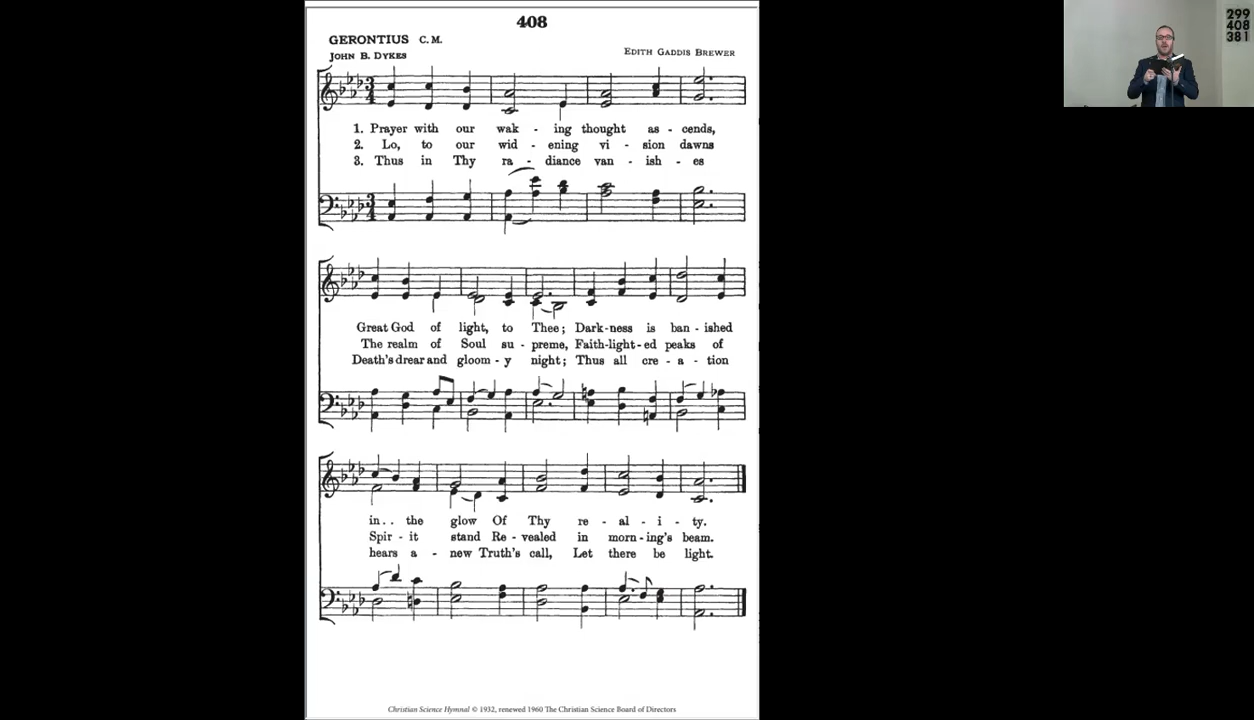 408
GERONTIUS C. M.
JOHN B. DYKES
EDITH GADDIS BREWER
3
4
1. Prayer with our wak - ing thought as - cends,
2. Lo, to our wid - ening vi - sion dawns
3. Thus in Thy ra - diance van - ish - es
3
4
Great God of light, to Thee; Dark-ness is ban - ished
The realm of Soul su - preme, Faith-light-ed peaks of
Death's drear and gloom - y night; Thus all cre - a - tion
in . . the glow Of Thy re - al - i - ty.
Spir - it stand Re - vealed in morn - ing's beam.
hears a - new Truth's call, Let there be light.
Christian Science Hymnal © 1932, renewed 1960 The Christian Science Board of Directors
299
408
381